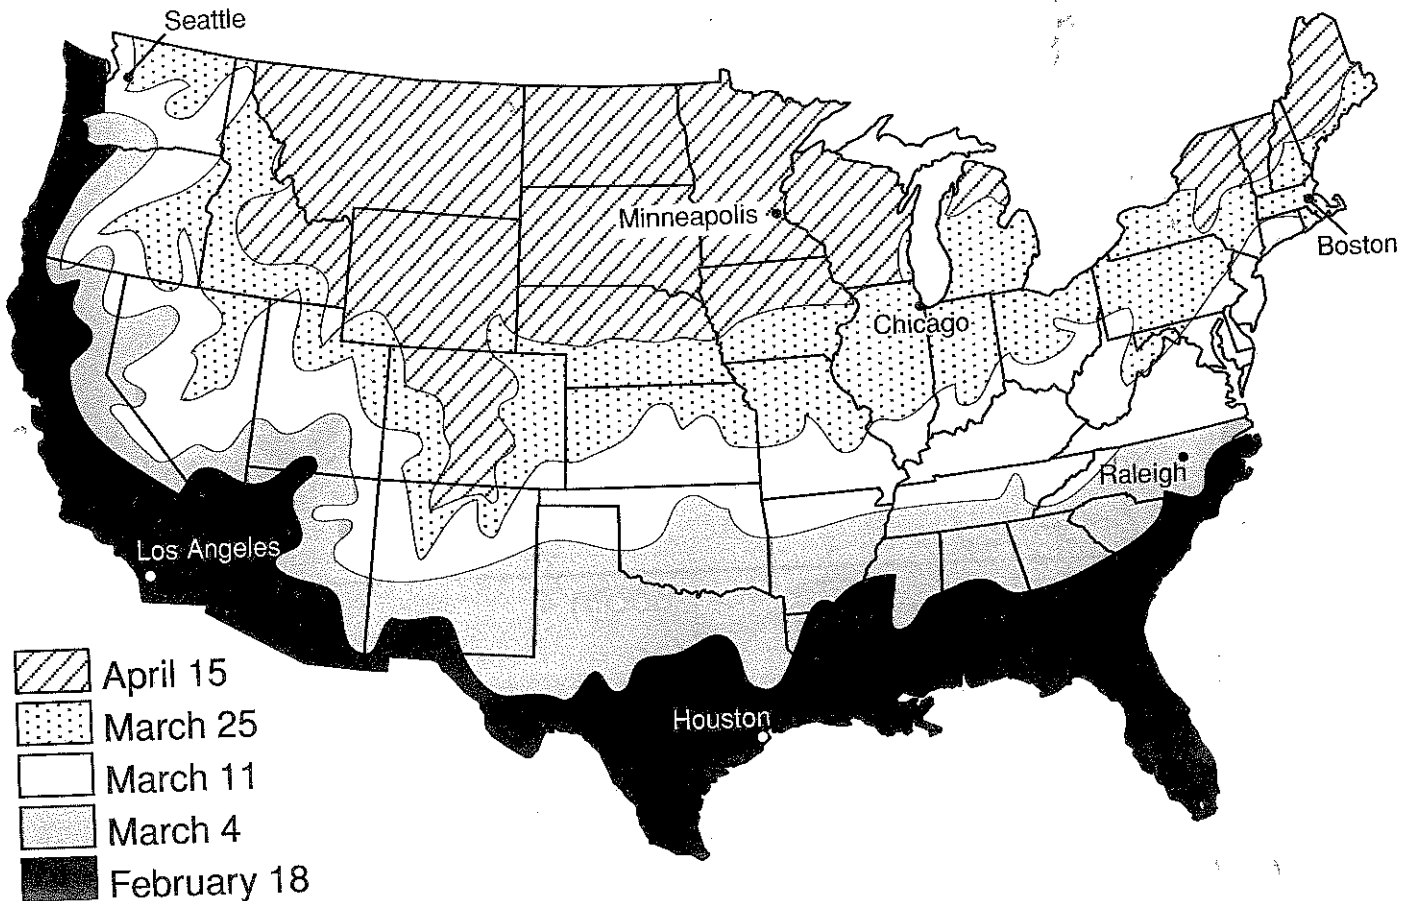 Seattle
Minneapolis
Boston
Chicago
Raleigh
Los Angeles
Houston
April 15
March 25
March 11
March 4
February 18